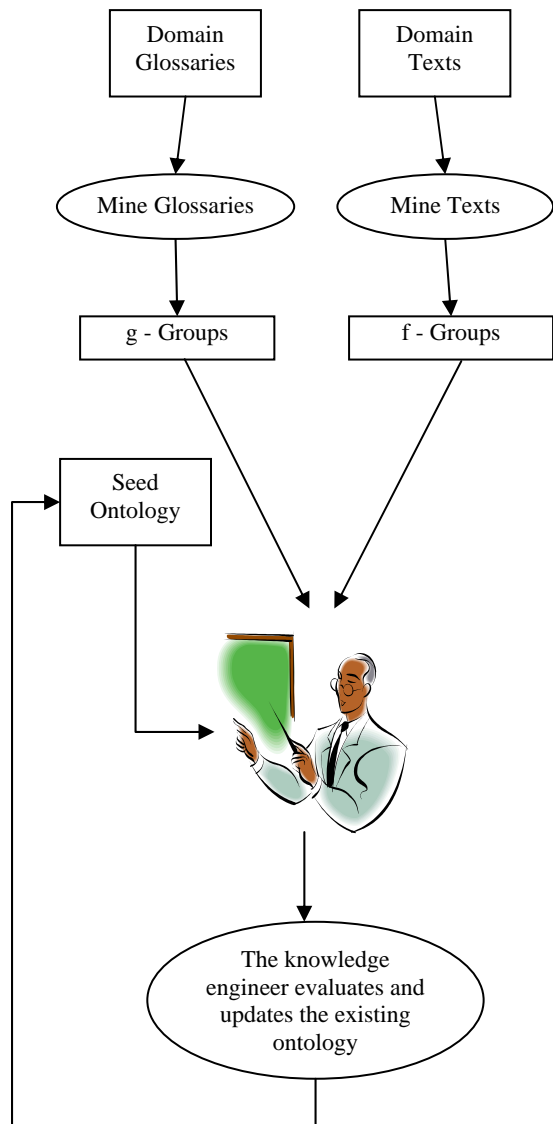 Domain
Glossaries
Domain
Texts
Mine Glossaries
Mine Texts
g - Groups
f - Groups
Seed
Ontology
The knowledge
engineer evaluates and
updates the existing
ontology